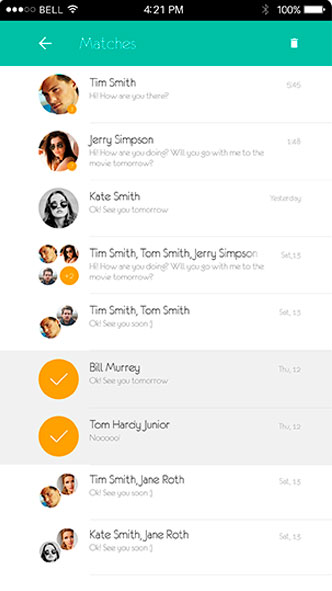 BELL 4:21 PM 100%
Matches
Tim Smith 5:45
Hi! How are you there?
Jerry Simpson 1:48
Hi! How are you doing? Will you go with me to the
movie tomorrow?
Kate Smith Yesterday
Ok! See you tomorrow
Tim Smith, Tom Smith, Jerry Simpson Sat, 13
Hi! How are you doing? Will you go with me to the
movie tomorrow?
+2
Tim Smith, Tom Smith Sat, 13
Ok! See you soon :)
Bill Murrey Thu, 12
Ok! See you tomorrow
Tom Hardy Junior Thu, 12
Nooooo!
Tim Smith, Jane Roth Sat, 13
Ok! See you soon :)
Kate Smith, Jane Roth Sat, 13
Ok! See you soon :)